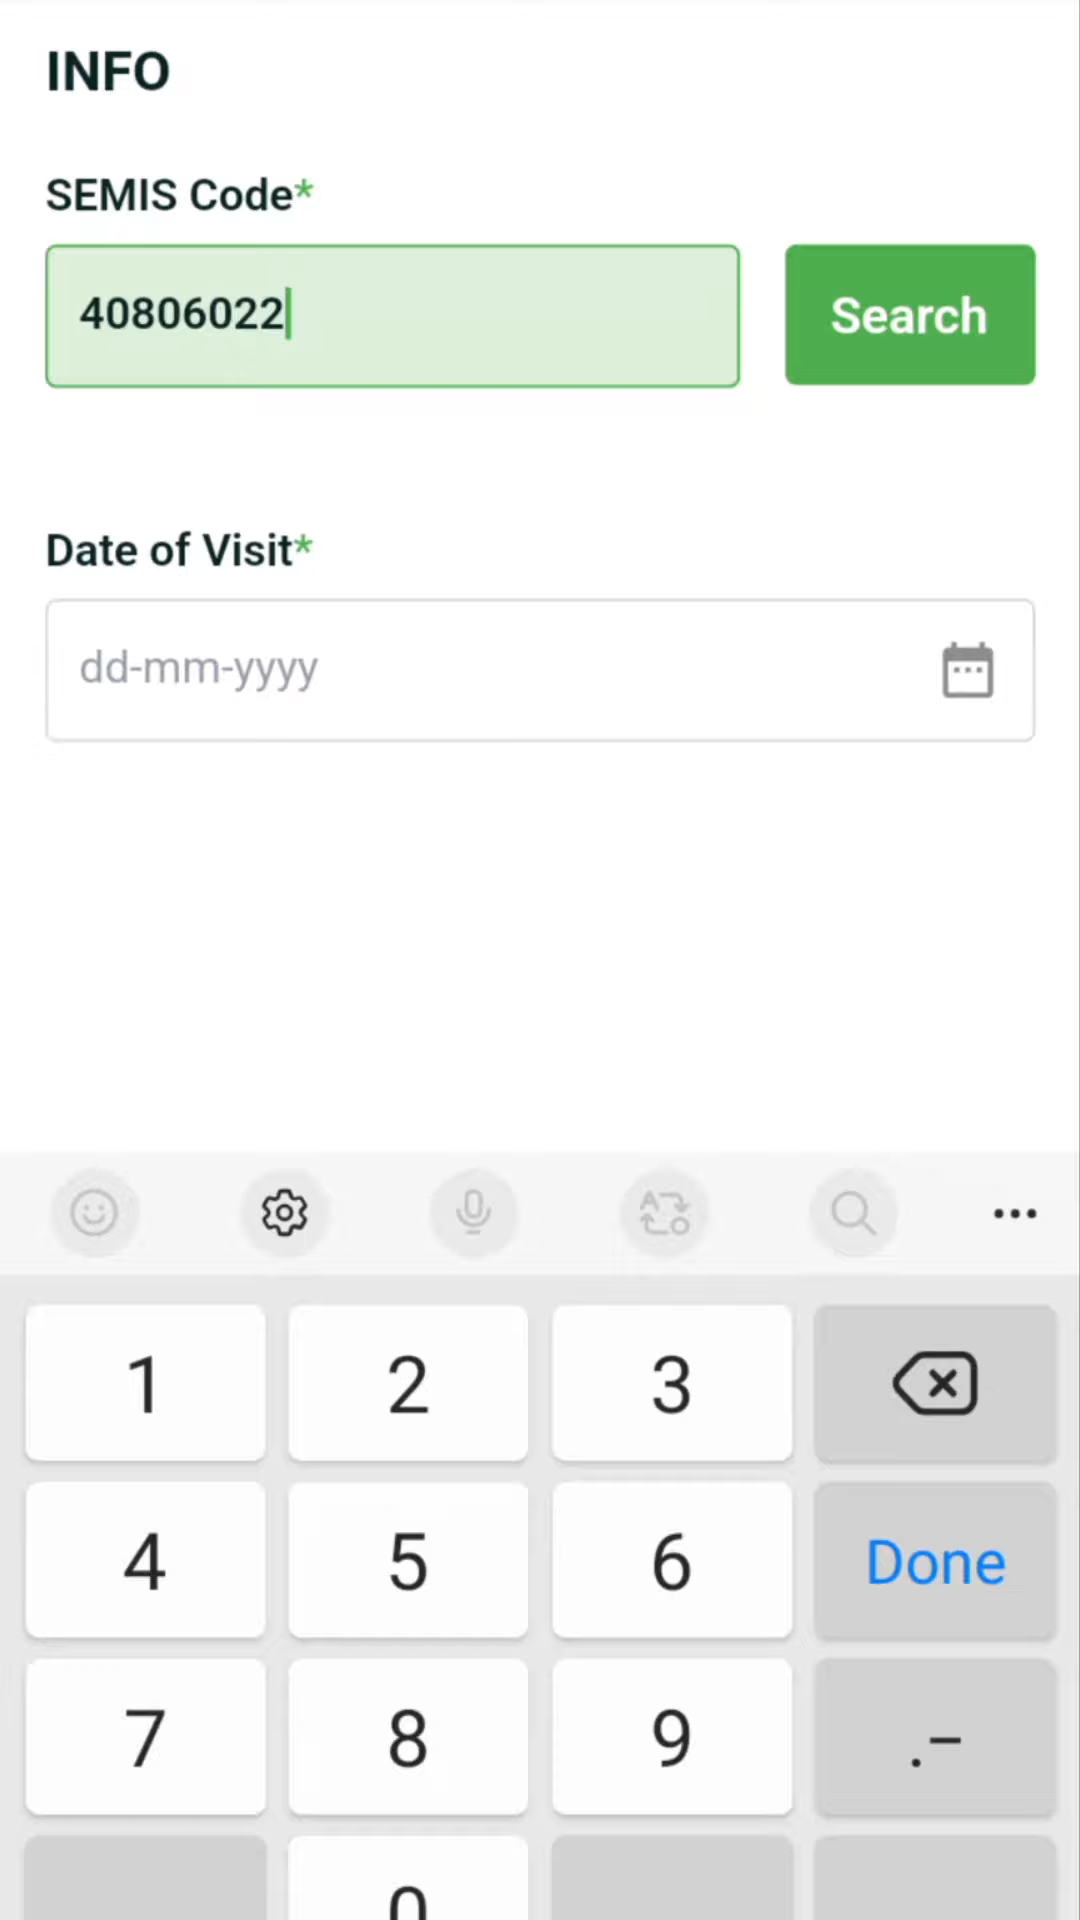 INFO
SEMIS Code*
40806022
Search
Date of Visit*
dd-mm-yyyy
1 2 3
4 5 6 Done
7 8 9 .-
0